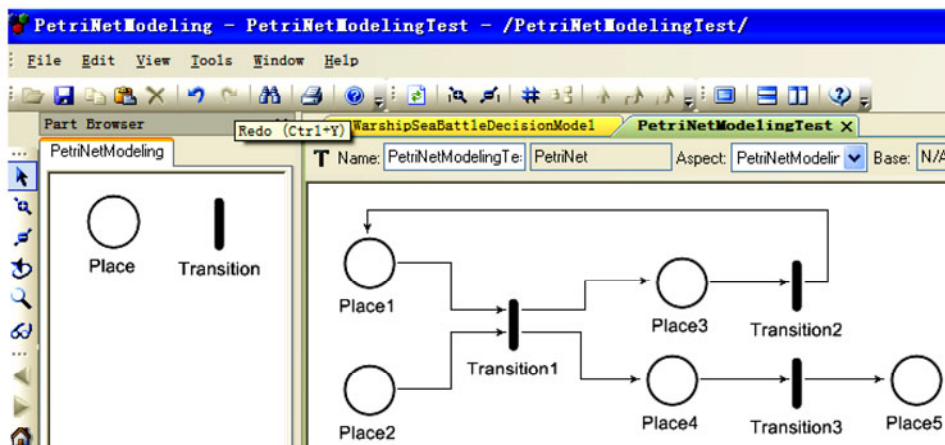 PetriNetModeling - PetriNetModelingTest - /PetriNetModelingTest/
File Edit View Tools Window Help
Part Browser
Redo (Ctrl+Y)
WarshipSeaBattleDecisionModel
PetriNetModelingTest
PetriNetModeling
Name: PetriNetModelingTe PetriNet Aspect: PetriNetModelin Base: N/A
Place
Transition
Place1
Place3
Transition2
Transition1
Place2
Place4
Transition3
Place5